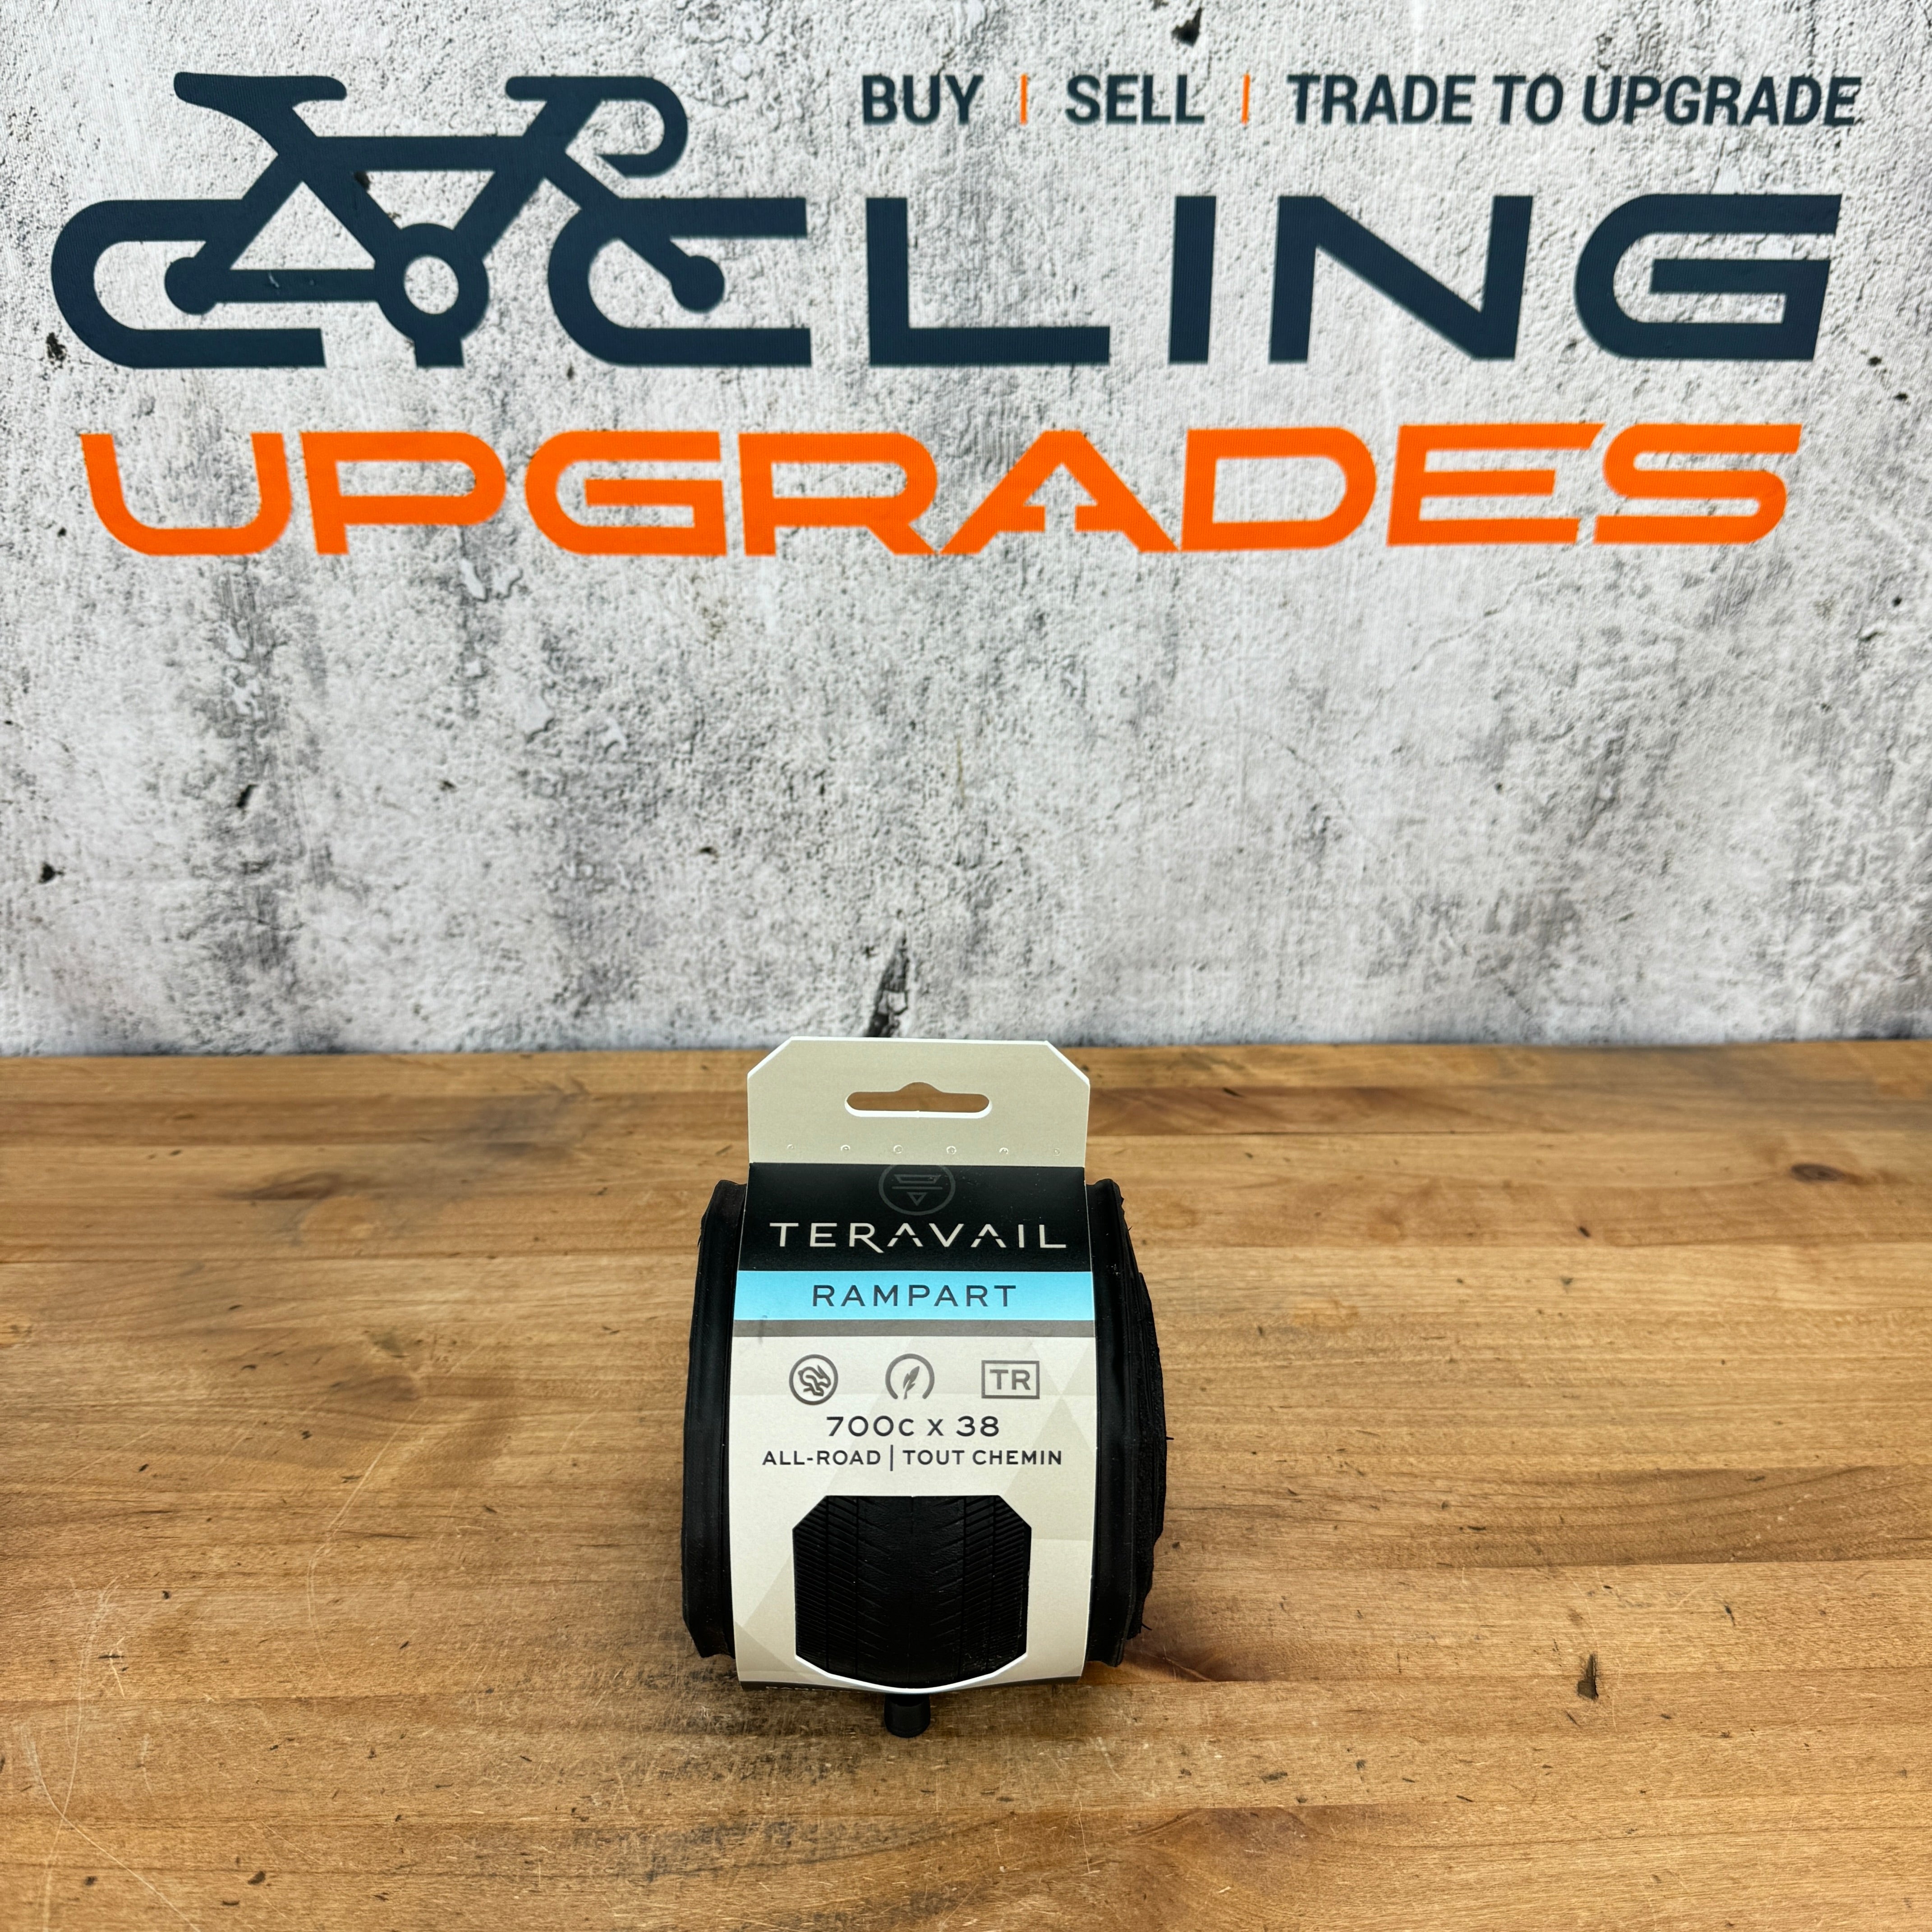 BUY | SELL | TRADE TO UPGRADE
CYCLING
UPGRADES
TERAVAIL
RAMPART
TR
700c x 38
ALL-ROAD | TOUT CHEMIN